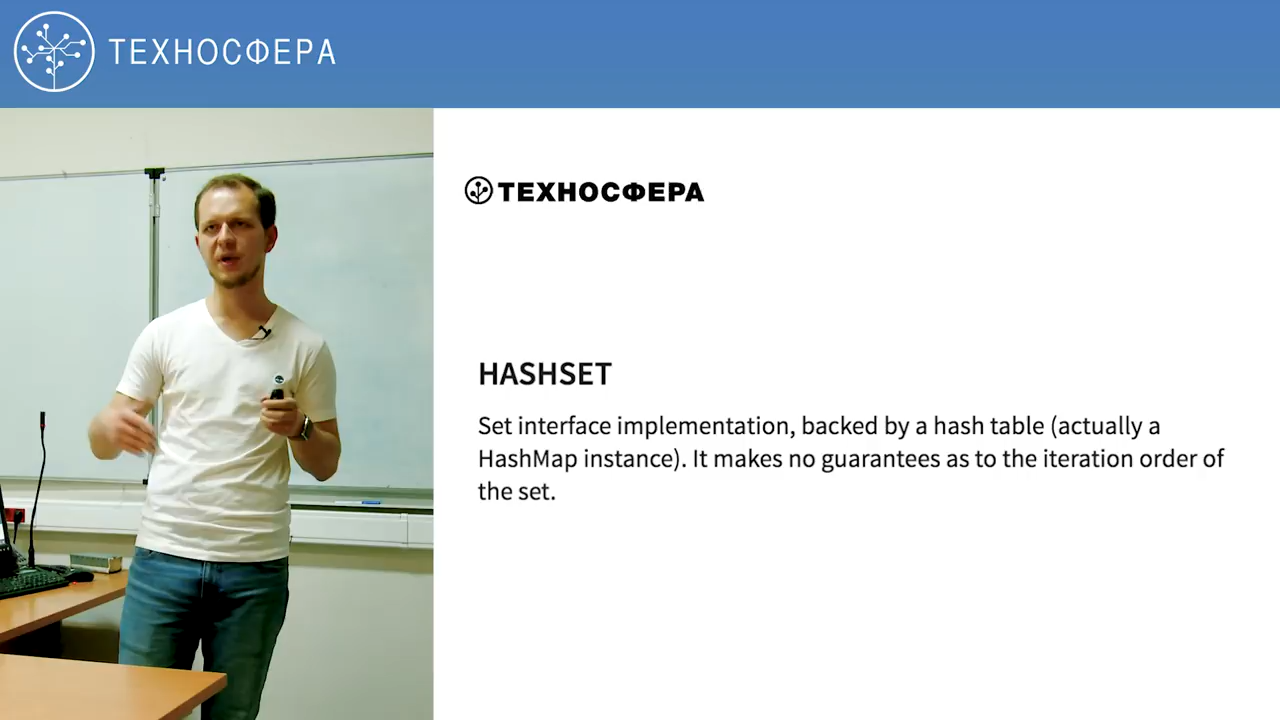 ТЕХНОСФЕРА
ТЕХНОСФЕРА
HASHSET
Set interface implementation, backed by a hash table (actually a
HashMap instance). It makes no guarantees as to the iteration order of
the set.